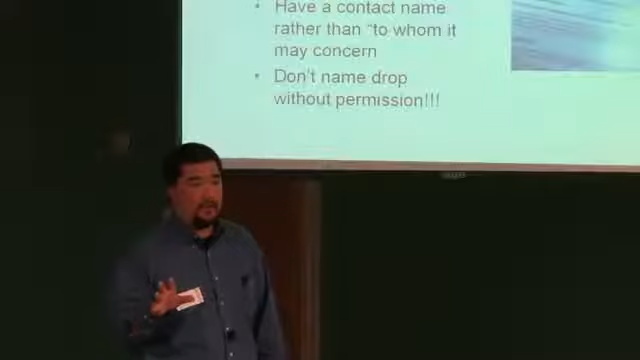 • Have a contact name
rather than “to whom it
may concern
• Don't name drop
without permission!!!